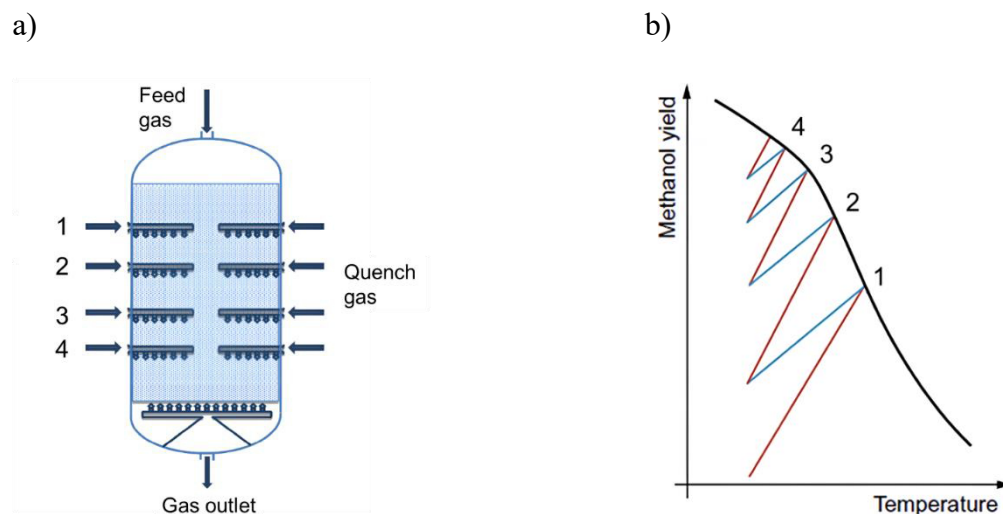 a)
b)
Feed
gas
1
2
3
4
Quench
gas
Gas outlet
Methanol yield
4
3
2
1
Temperature